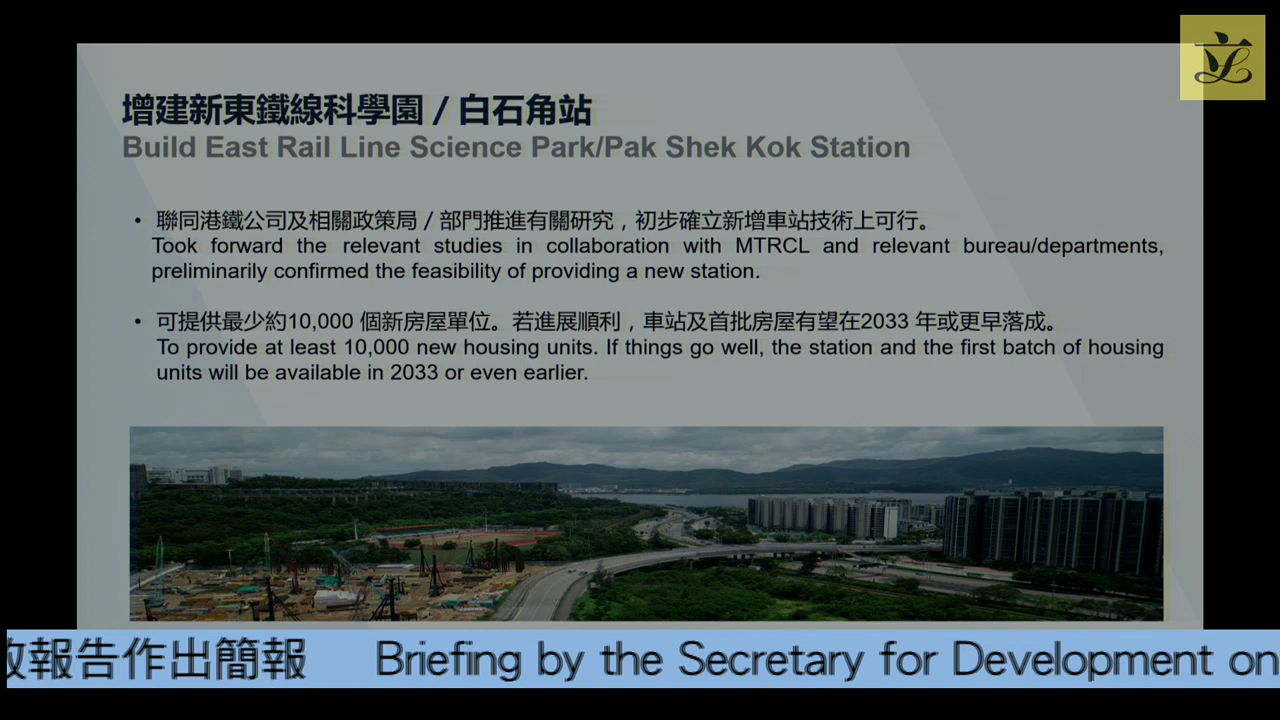 增建新東鐵線科學園 / 白石角站
Build East Rail Line Science Park/Pak Shek Kok Station
• 聯同港鐵公司及相關政策局 / 部門推進有關研究，初步確立新增車站技術上可行。
Took forward the relevant studies in collaboration with MTRCL and relevant bureau/departments,
preliminarily confirmed the feasibility of providing a new station.
• 可提供最少約10,000 個新房屋單位。若進展順利，車站及首批房屋有望在2033 年或更早落成。
To provide at least 10,000 new housing units. If things go well, the station and the first batch of housing
units will be available in 2033 or even earlier.
報告作出簡報 Briefing by the Secretary for Development on